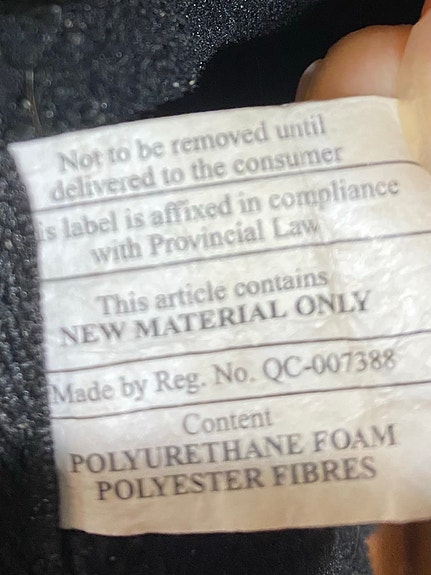 Not to be removed until
delivered to the consumer
is label is affixed in compliance
with Provincial Law
This article contains
NEW MATERIAL ONLY
Made by Reg. No. QC-007388
Content
POLYURETHANE FOAM
POLYESTER FIBRES